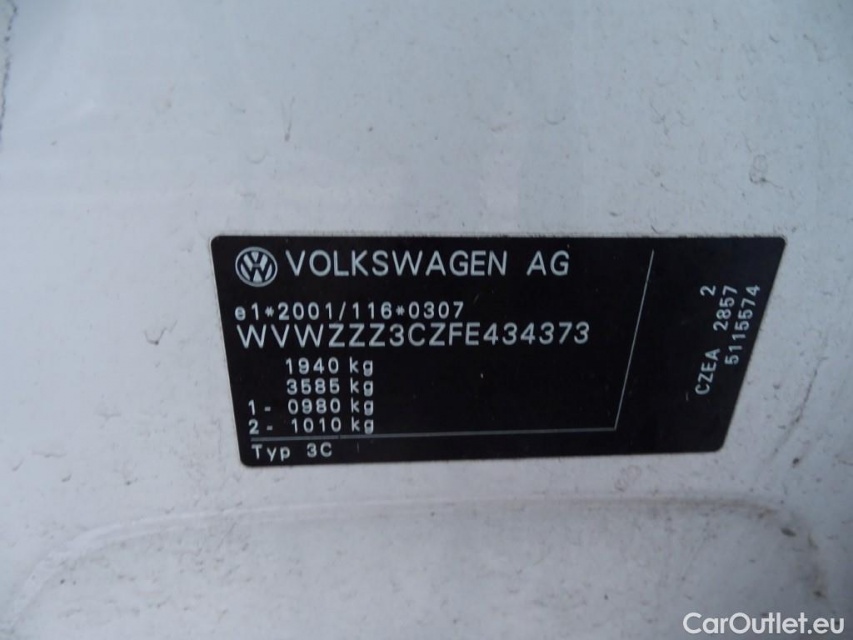 VOLKSWAGEN AG
e1*2001/116*0307
WVWZZZ3CZFE434373
1940 kg
3585 kg
1- 0980 kg
2- 1010 kg
Typ 3C
2
CZEA 2857
5115574
CarOutlet.eu